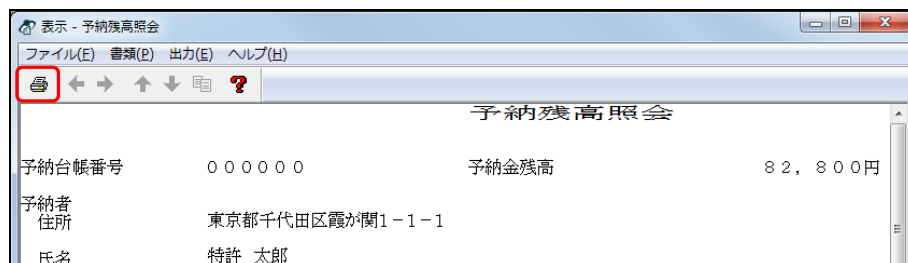 表示 - 予納残高照会
ファイル(F) 書類(P) 出力(E) ヘルプ(H)
予納残高照会
予納台帳番号 ００００００ 予納金残高 ８２，８００円
予納者
住所 東京都千代田区霞が関1－1－1
氏名 特許 太郎